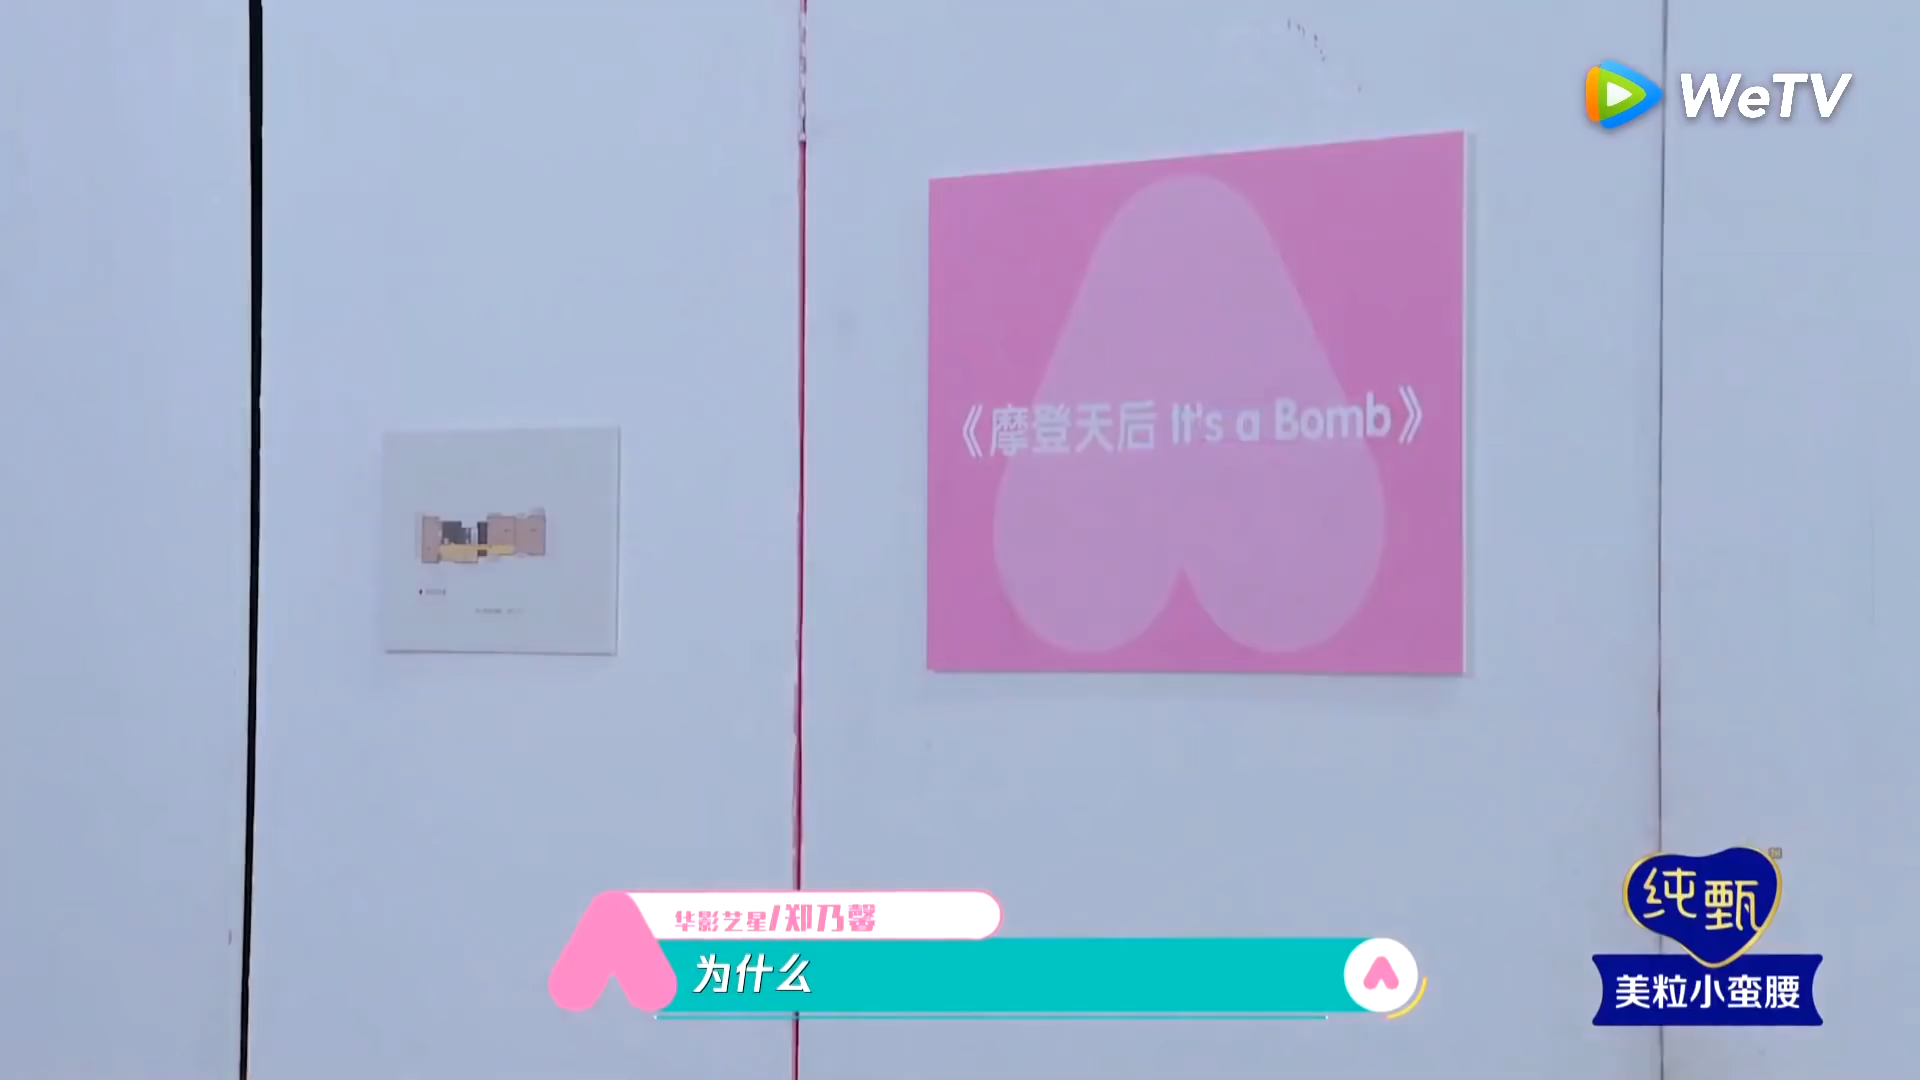 WeTV
《摩登天后 It's a Bomb》
纯甄
美粒小蛮腰
华影艺星/郑乃馨
为什么